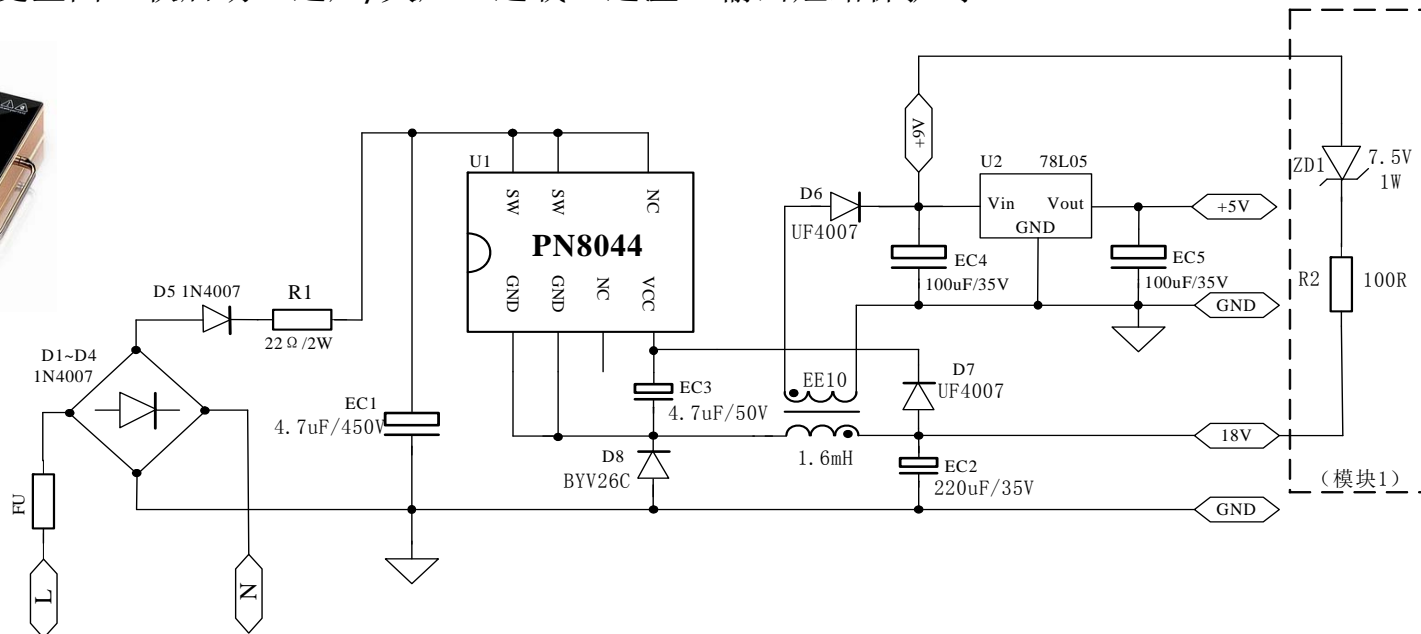 +9V
U1
SW
SW
NC
PN8044
GND
GND
NC
VCC
U2 78L05
Vin Vout
GND
D6
UF4007
+5V
EC4
100uF/35V
EC5
100uF/35V
GND
ZD1
7.5V
1W
R2
100R
D5 1N4007
R1
22Ω/2W
D1~D4
1N4007
EC1
4.7uF/450V
EC3
4.7uF/50V
EE10
1.6mH
D7
UF4007
D8
BYV26C
EC2
220uF/35V
18V
GND
(模块1)
FU
L
N